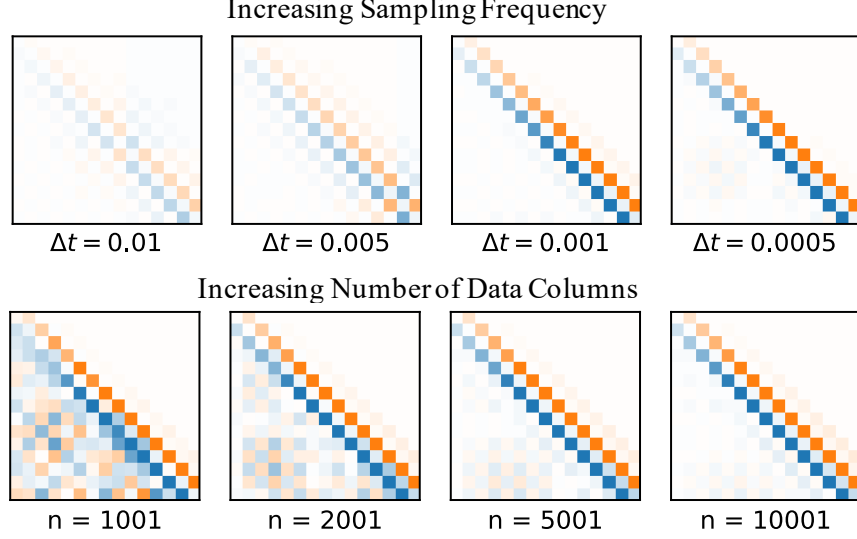 Increasing Sampling Frequency
Δt = 0.01
Δt = 0.005
Δt = 0.001
Δt = 0.0005
Increasing Number of Data Columns
n = 1001
n = 2001
n = 5001
n = 10001